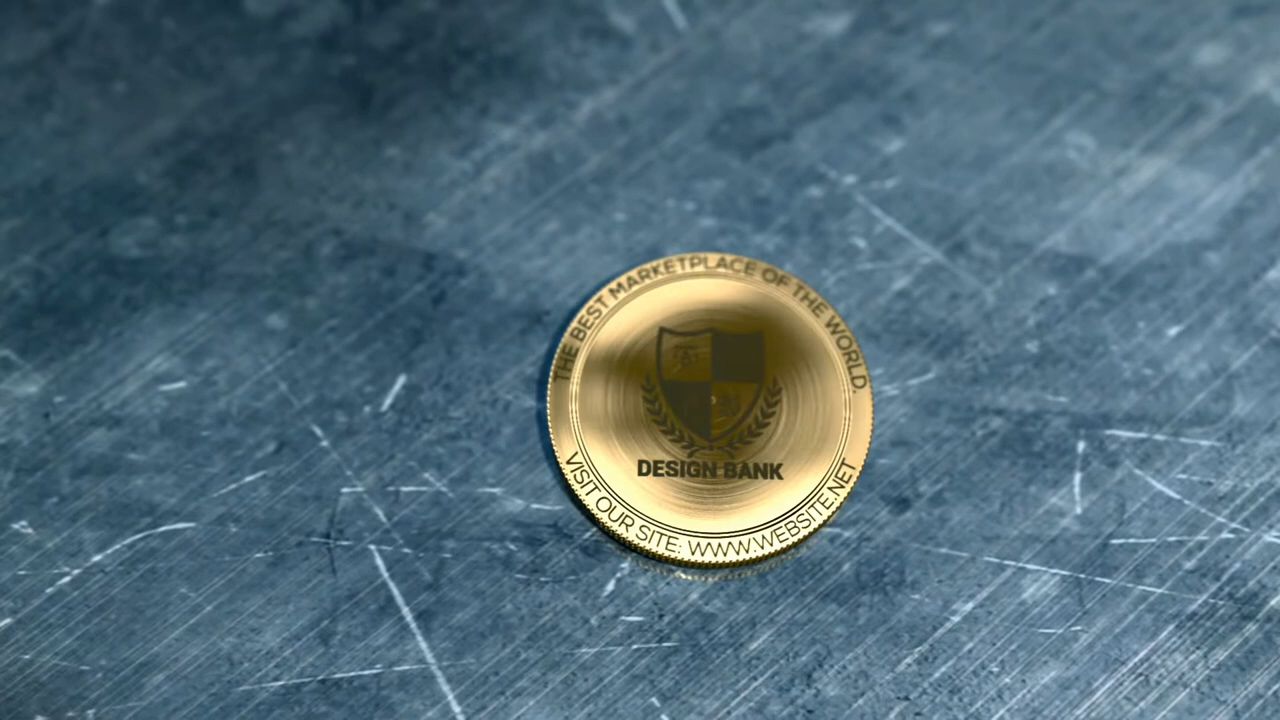 THE BEST MARKETPLACE OF THE WORLD.
DESIGN BANK
VISIT OUR SITE: WWW.WEBSITE.NET